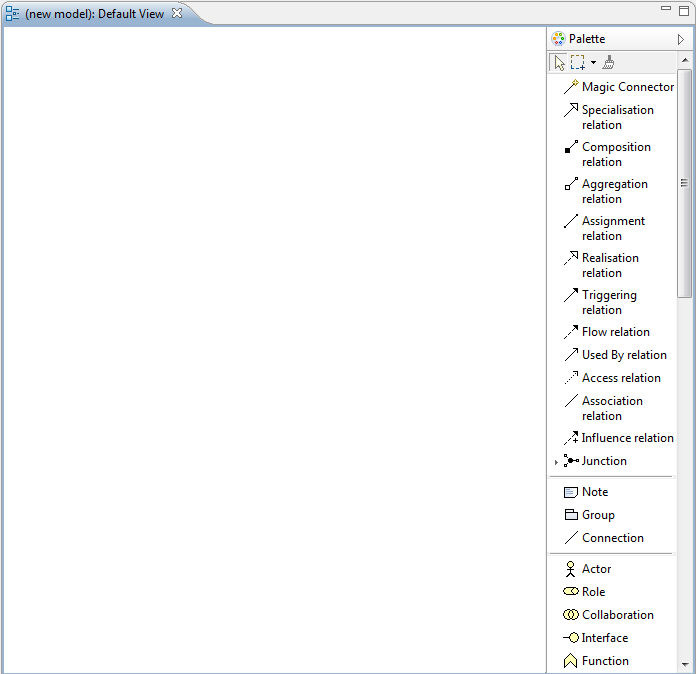 (new model): Default View
Palette
Magic Connector
Specialisation
relation
Composition
relation
Aggregation
relation
Assignment
relation
Realisation
relation
Triggering
relation
Flow relation
Used By relation
Access relation
Association
relation
Influence relation
Junction
Note
Group
Connection
Actor
Role
Collaboration
Interface
Function